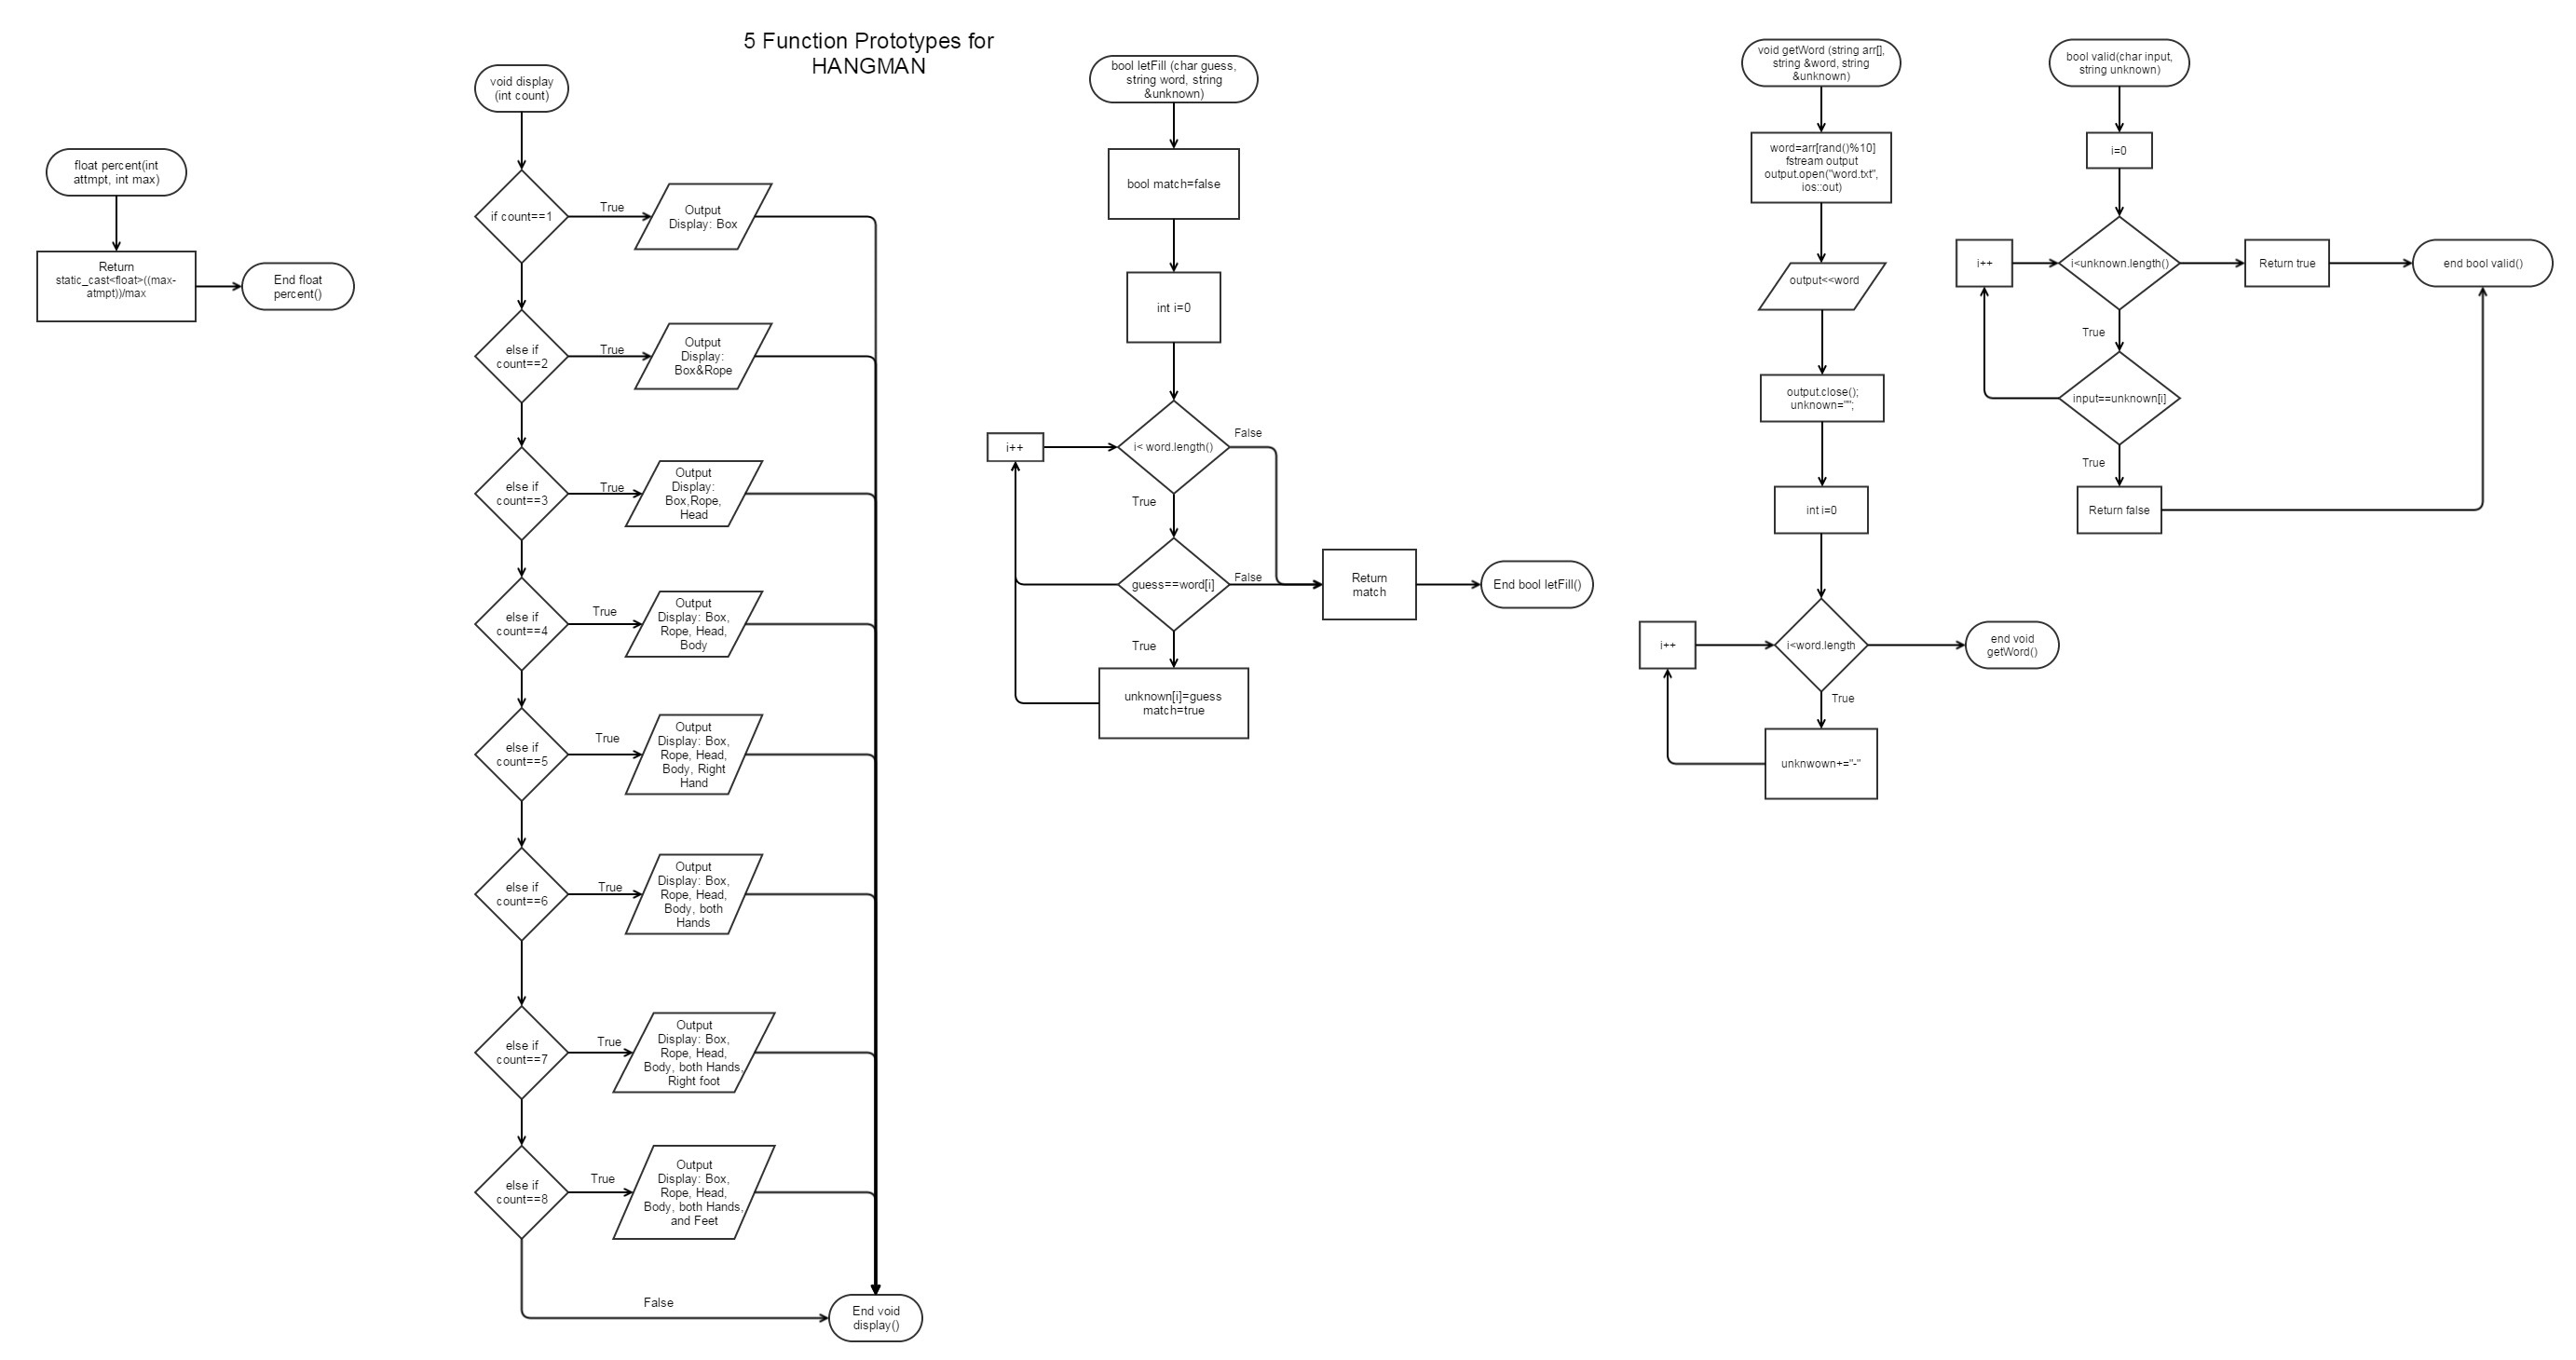 5 Function Prototypes for
HANGMAN
float percent(int
attmpt, int max)
Return
static_cast<float>((max-
atmpt))/max
End float
percent()
void display
(int count)
if count==1
True
Output
Display: Box
else if
count==2
True
Output
Display:
Box&Rope
else if
count==3
True
Output
Display:
Box,Rope,
Head
else if
count==4
True
Output
Display: Box,
Rope, Head,
Body
else if
count==5
True
Output
Display: Box,
Rope, Head,
Body, Right
Hand
else if
count==6
True
Output
Display: Box,
Rope, Head,
Body, both
Hands
else if
count==7
True
Output
Display: Box,
Rope, Head,
Body, both Hands,
Right foot
else if
count==8
True
Output
Display: Box,
Rope, Head,
Body, both Hands,
and Feet
False
End void
display()
bool letFill (char guess,
string word, string
&unknown)
bool match=false
int i=0
i++
i< word.length()
False
True
guess==word[i]
False
Return
match
End bool letFill()
True
unknown[i]=guess
match=true
void getWord (string arr[],
string &word, string
&unknown)
word=arr[rand()%10]
fstream output
output.open("word.txt",
ios::out)
output<<word
output.close();
unknown="";
int i=0
i++
i<word.length
end void
getWord()
True
unknwown+="-"
bool valid(char input,
string unknown)
i=0
i++
i<unknown.length()
Return true
end bool valid()
True
input==unknown[i]
True
Return false